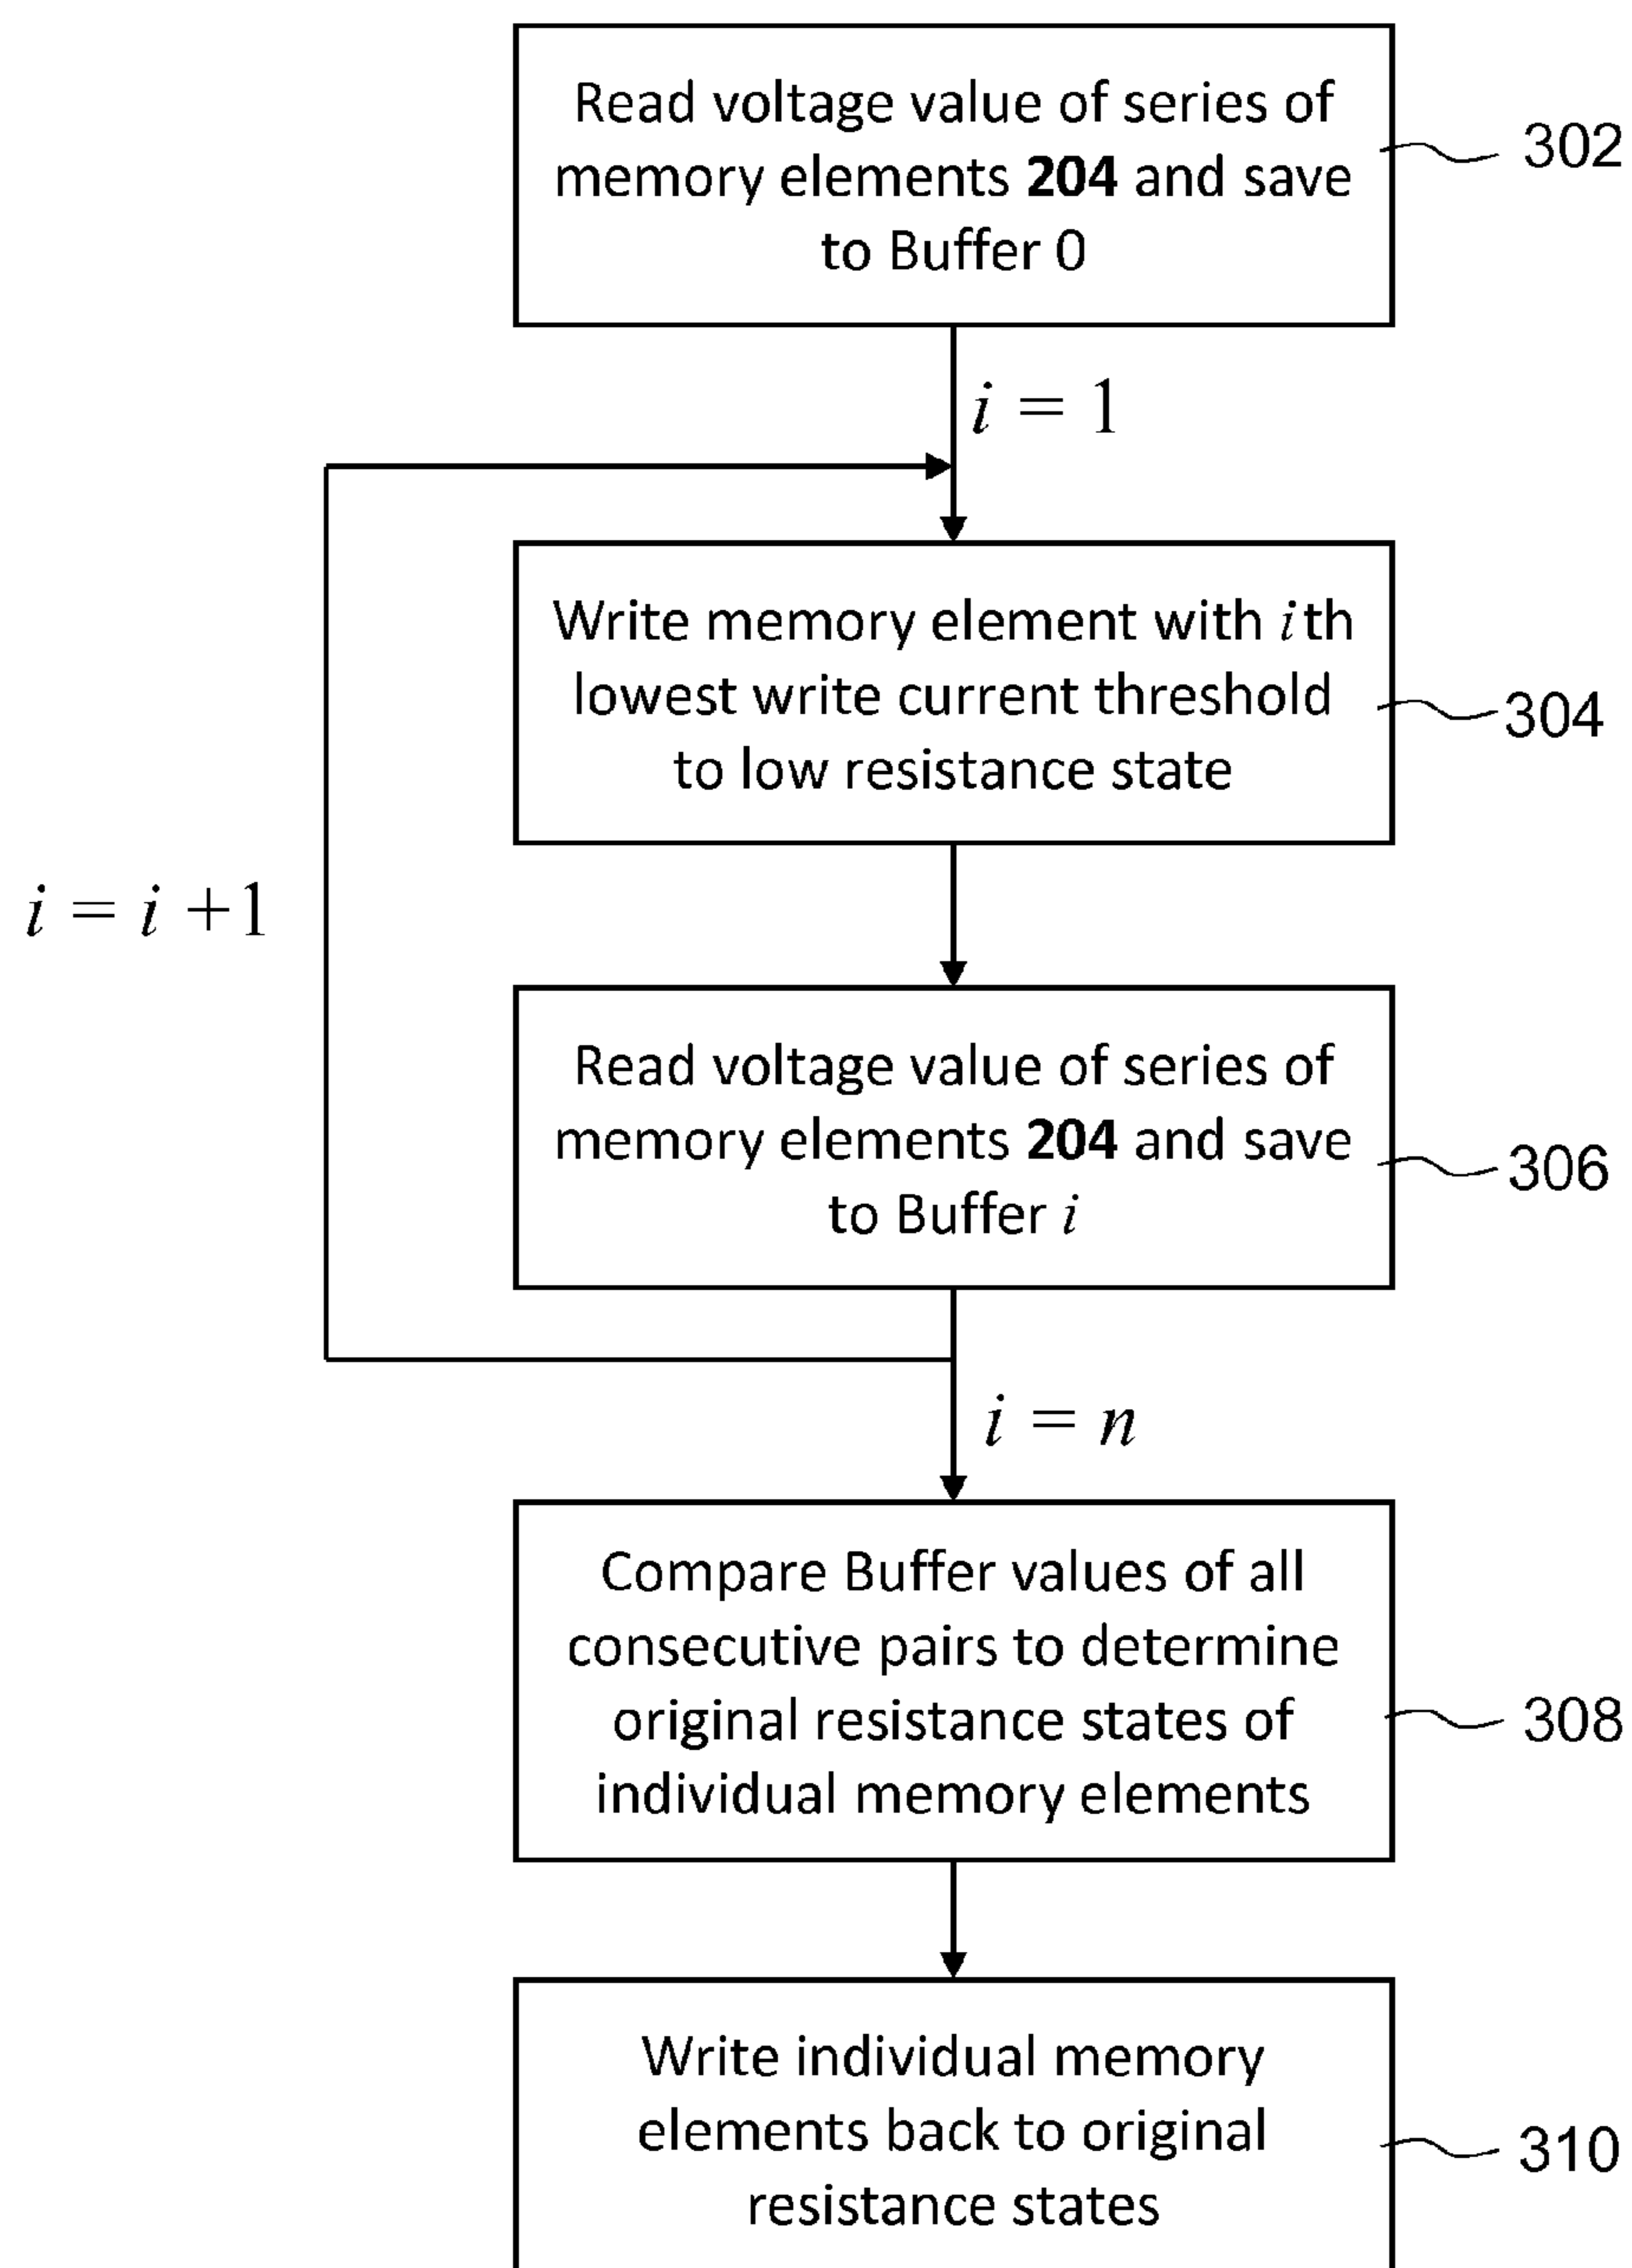 Read voltage value of series of
memory elements 204 and save
to Buffer 0
302
i = 1
Write memory element with ith
lowest write current threshold
to low resistance state
304
i = i +1
Read voltage value of series of
memory elements 204 and save
to Buffer i
306
i = n
Compare Buffer values of all
consecutive pairs to determine
original resistance states of
individual memory elements
308
Write individual memory
elements back to original
resistance states
310